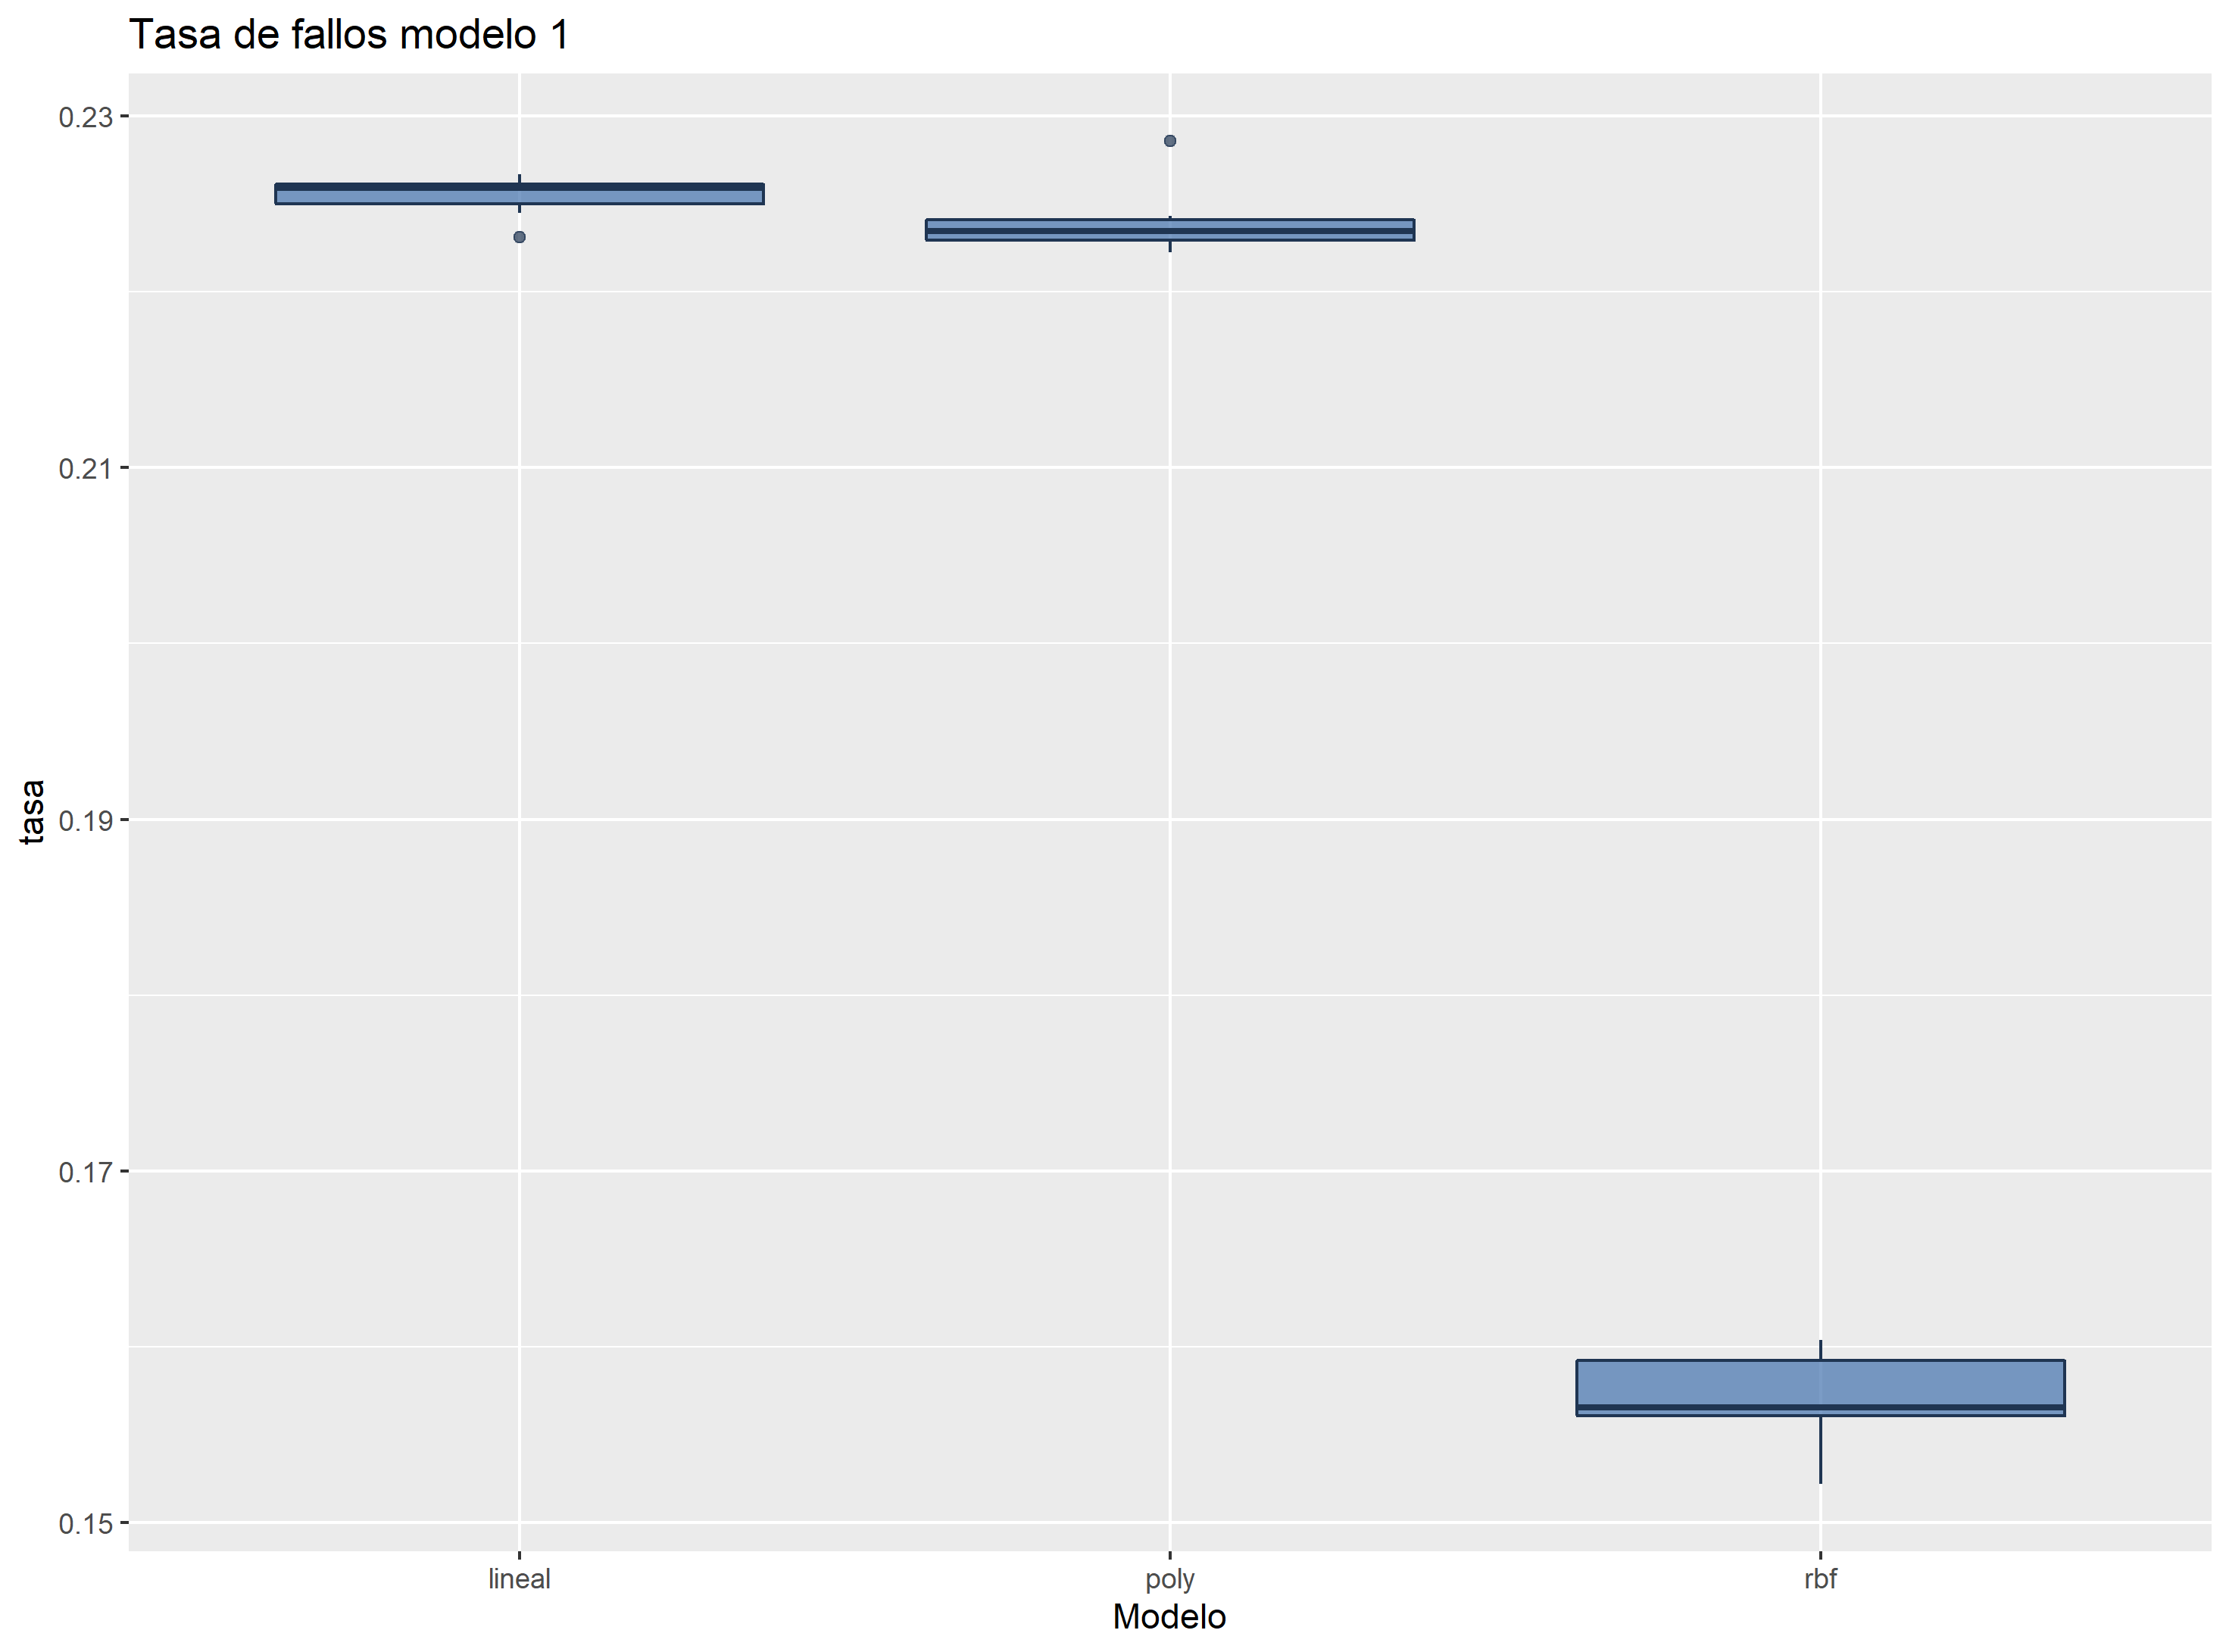 Tasa de fallos modelo 1
0.23
0.21
0.19
0.17
0.15
tasa
lineal
poly
rbf
Modelo